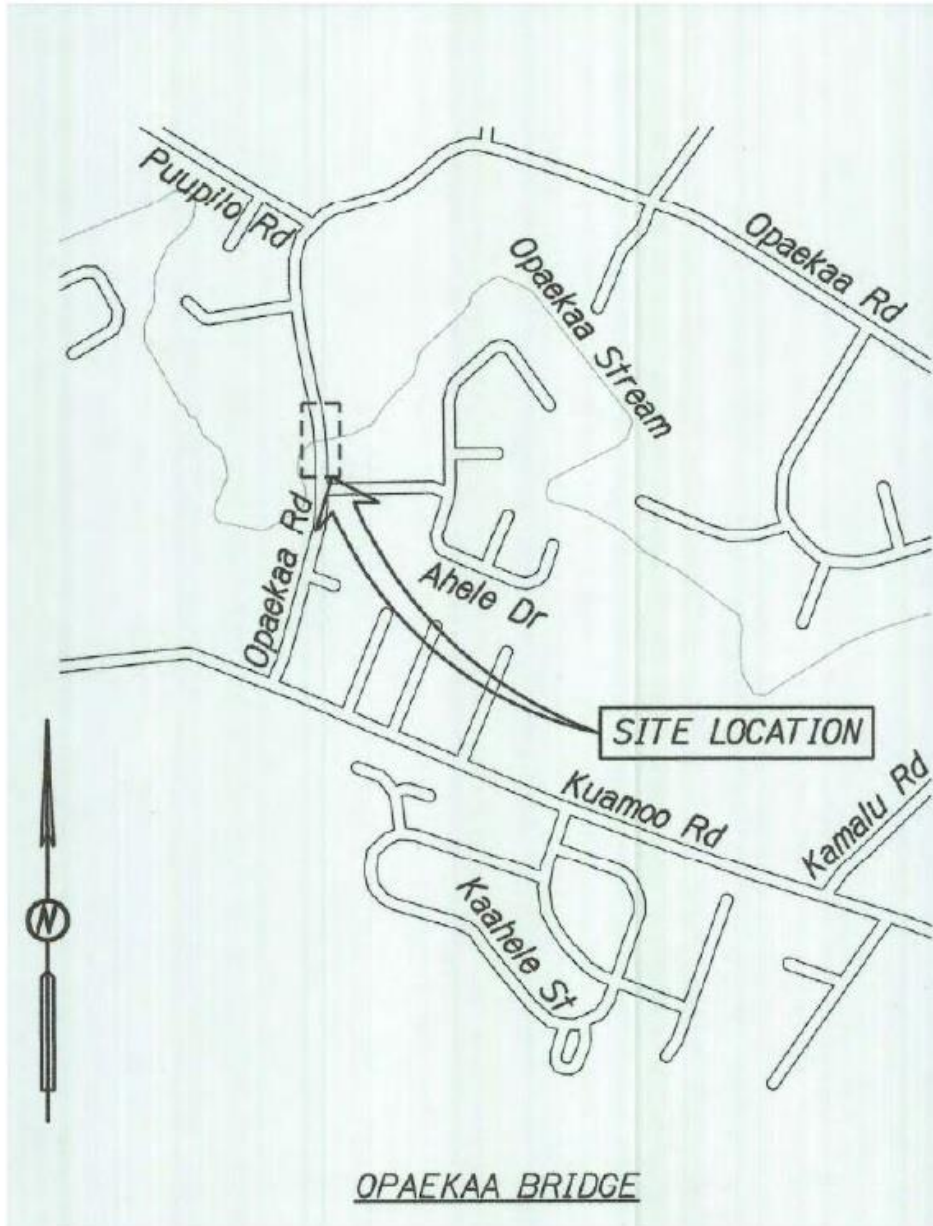 Puupilo Rd
Opaekaa Rd
Opaekaa Stream
Opaekaa Rd
Ahele Dr
SITE LOCATION
Kuamoo Rd
Kamalu Rd
Kaahele St
N
OPAEKAA BRIDGE